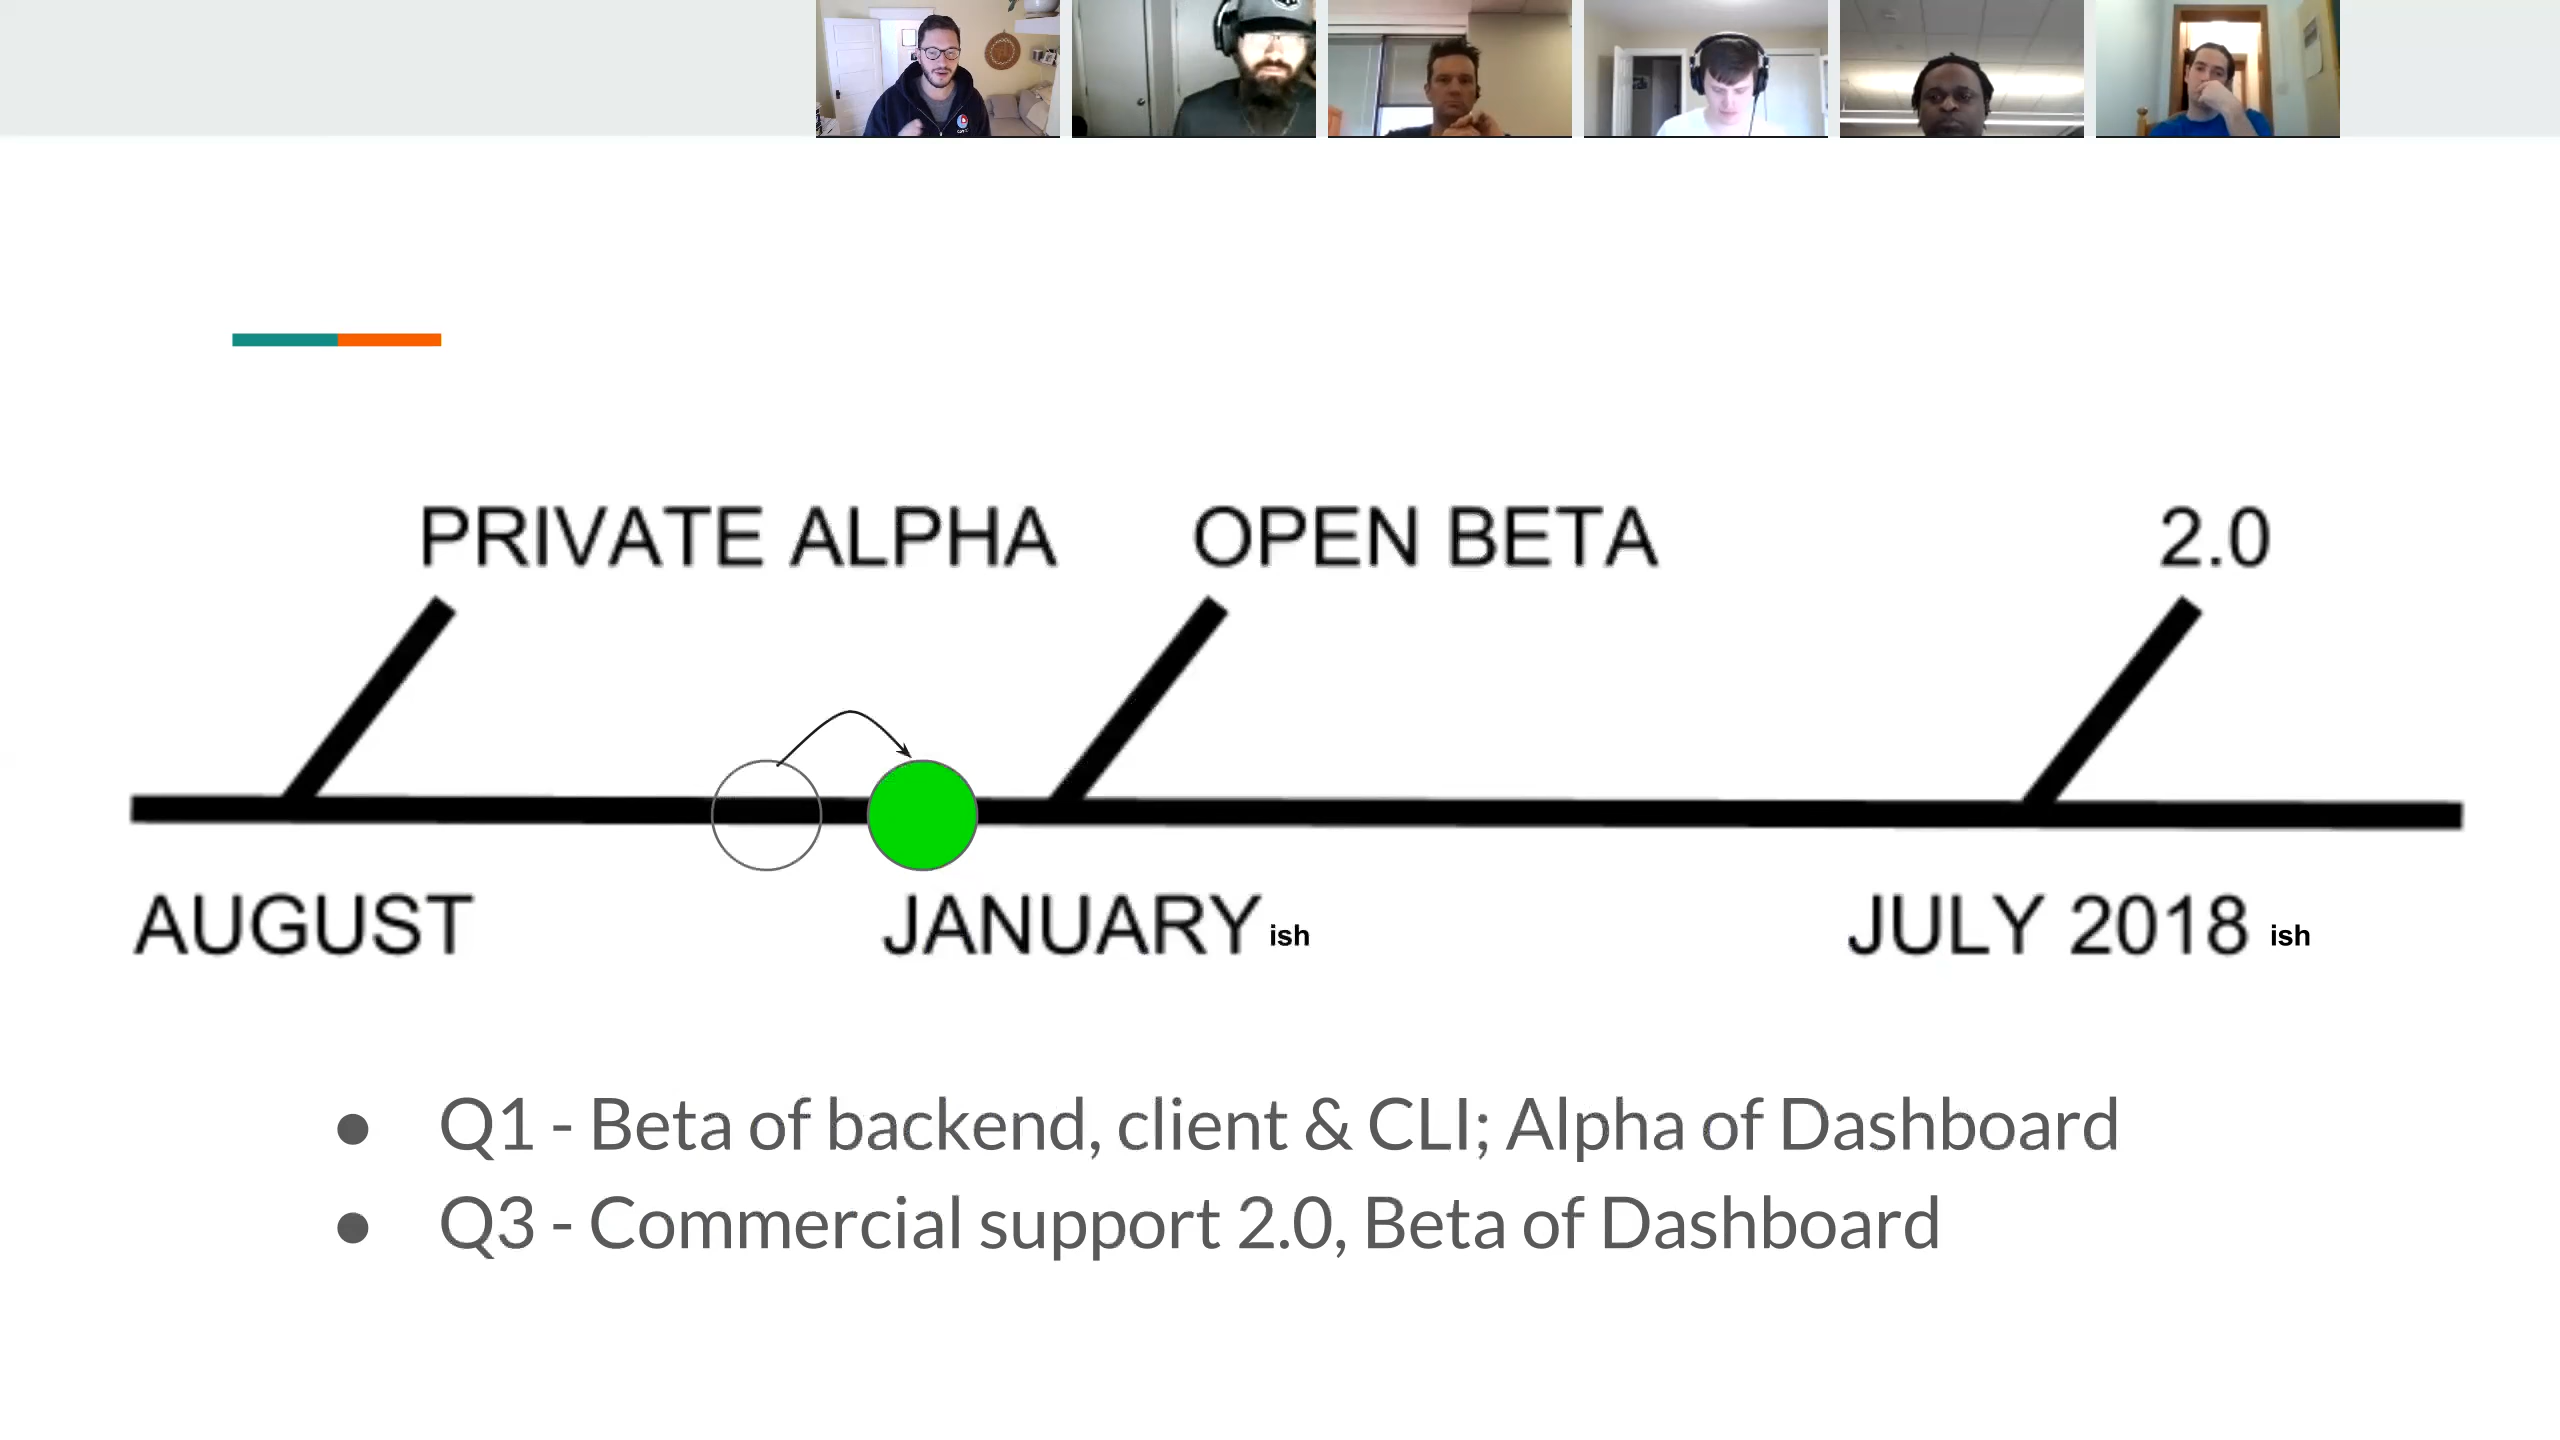 PRIVATE ALPHA OPEN BETA 2.0
AUGUST JANUARY ish JULY 2018 ish
● Q1 - Beta of backend, client & CLI; Alpha of Dashboard
● Q3 - Commercial support 2.0, Beta of Dashboard